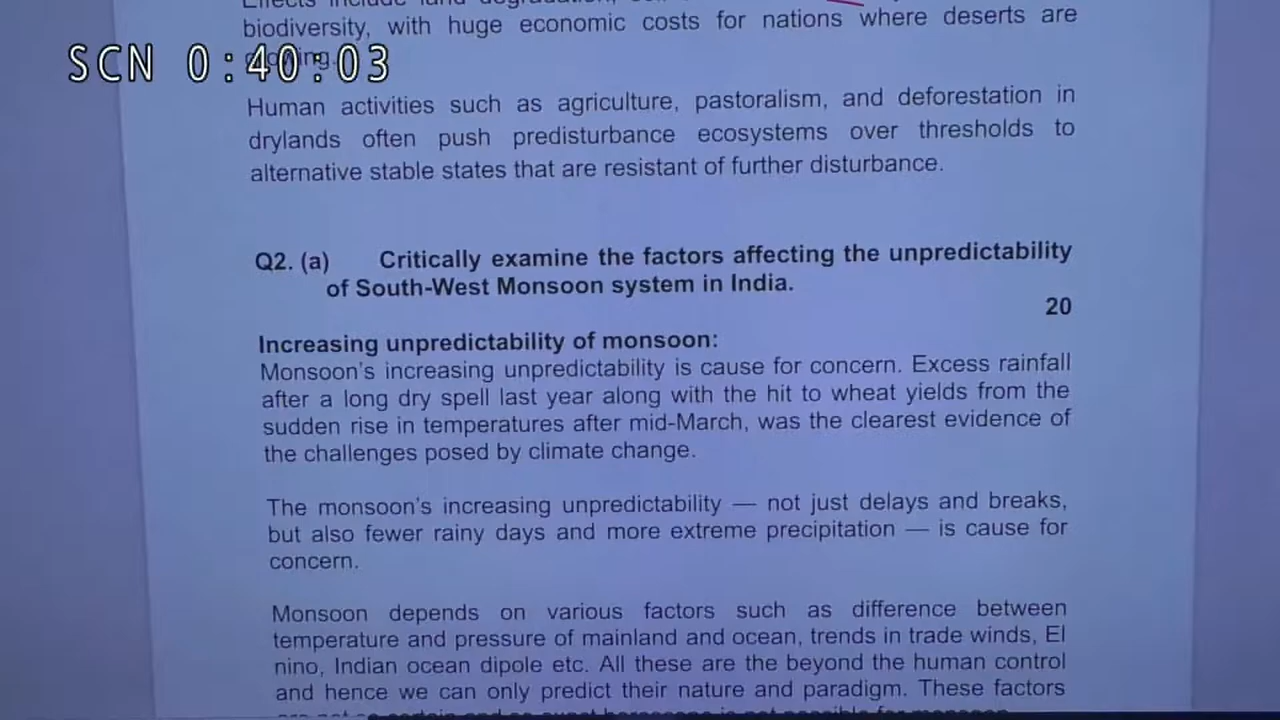 biodiversity, with huge economic costs for nations where deserts are
SCN 0:40:03
Human activities such as agriculture, pastoralism, and deforestation in
drylands often push predisturbance ecosystems over thresholds to
alternative stable states that are resistant of further disturbance.
Q2. (a) Critically examine the factors affecting the unpredictability
of South-West Monsoon system in India.
20
Increasing unpredictability of monsoon:
Monsoon's increasing unpredictability is cause for concern. Excess rainfall
after a long dry spell last year along with the hit to wheat yields from the
sudden rise in temperatures after mid-March, was the clearest evidence of
the challenges posed by climate change.
The monsoon's increasing unpredictability — not just delays and breaks,
but also fewer rainy days and more extreme precipitation — is cause for
concern.
Monsoon depends on various factors such as difference between
temperature and pressure of mainland and ocean, trends in trade winds, El
nino, Indian ocean dipole etc. All these are the beyond the human control
and hence we can only predict their nature and paradigm. These factors